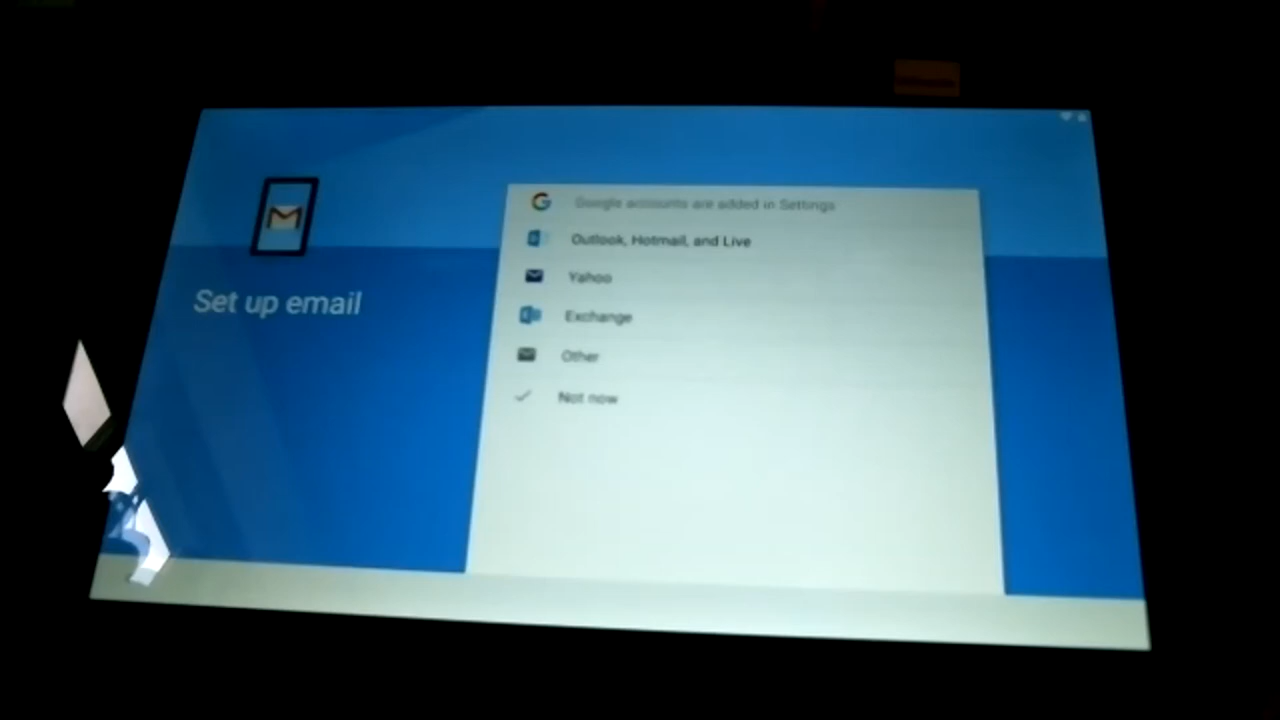 Set up email
Google accounts are added in Settings
Outlook, Hotmail, and Live
Yahoo
Exchange
Other
Not now